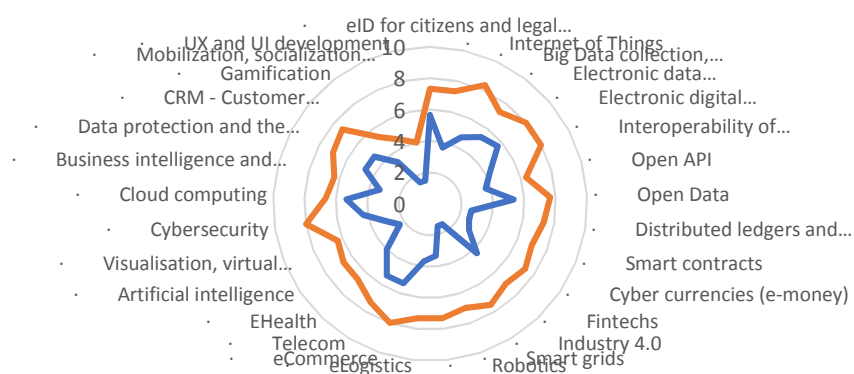 · eID for citizens and legal...
· Internet of Things
· Big Data collection,...
· Electronic data...
· Electronic digital...
· Interoperability of...
· Open API
· Open Data
· Distributed ledgers and...
· Smart contracts
· Cyber currencies (e-money)
· Fintechs
· Industry 4.0
· Smart grids
· Robotics
· eLogistics
· eCommerce
· Telecom
· EHealth
· Artificial intelligence
· Visualisation, virtual...
· Cybersecurity
· Cloud computing
· Business intelligence and...
· Data protection and the...
· CRM - Customer...
· Gamification
· Mobilization, socialization...
· UX and UI development
10
8
6
4
2
0